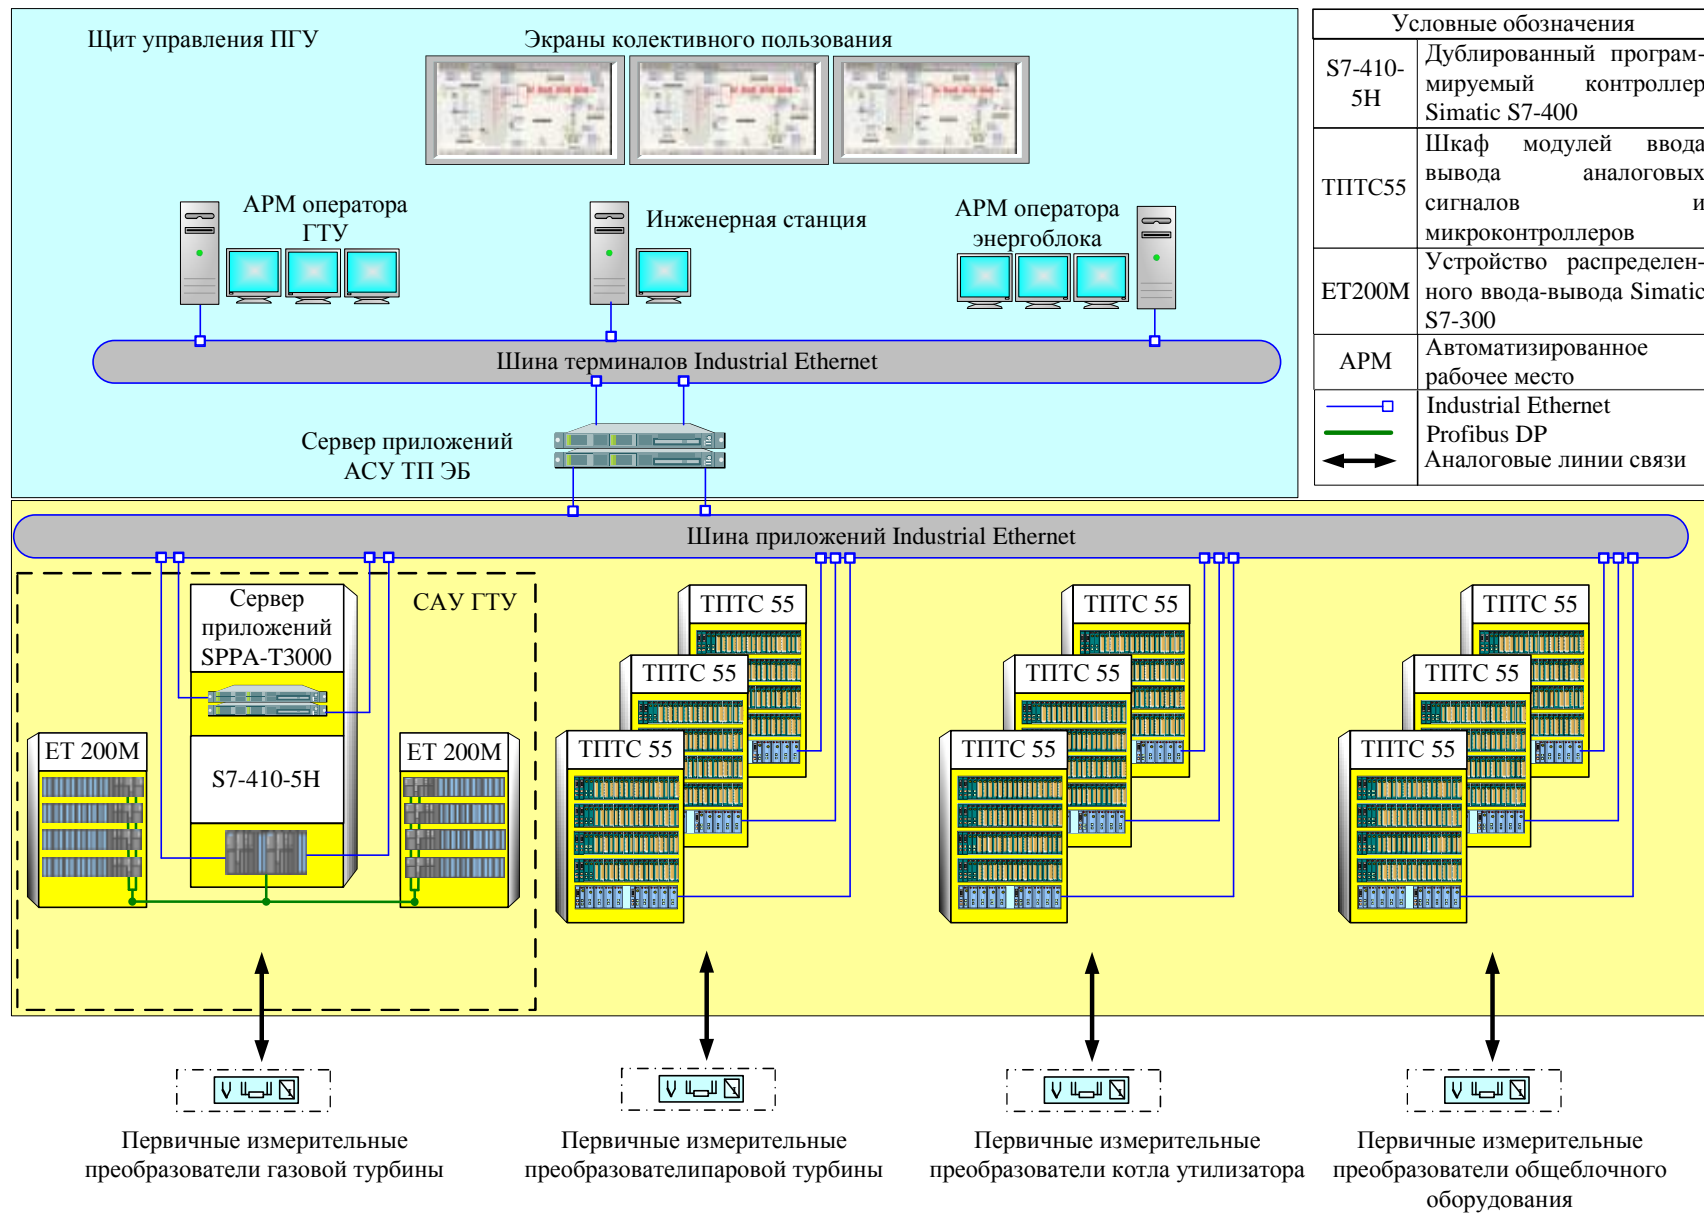 Щит управления ПГУ
Экраны колективного пользования
АРМ оператора
ГТУ
Инженерная станция
АРМ оператора
энергоблока
Шина терминалов Industrial Ethernet
Сервер приложений
АСУ ТП ЭБ
Условные обозначения
S7-410-
5H
Дублированный програм-
мируемый контроллер
Simatic S7-400
ТПТС55
Шкаф модулей ввода
вывода аналоговых
сигналов и
микроконтроллеров
ET200M
Устройство распределен-
ного ввода-вывода Simatic
S7-300
АРМ
Автоматизированное
рабочее место
Industrial Ethernet
Profibus DP
Аналоговые линии связи
Шина приложений Industrial Ethernet
Сервер
приложений
SPPA-T3000
САУ ГТУ
ET 200M
S7-410-5H
ET 200M
ТПТС 55
ТПТС 55
ТПТС 55
ТПТС 55
ТПТС 55
ТПТС 55
ТПТС 55
ТПТС 55
ТПТС 55
Первичные измерительные
преобразователи газовой турбины
Первичные измерительные
преобразователипаровой турбины
Первичные измерительные
преобразователи котла утилизатора
Первичные измерительные
преобразователи общеблочного
оборудования